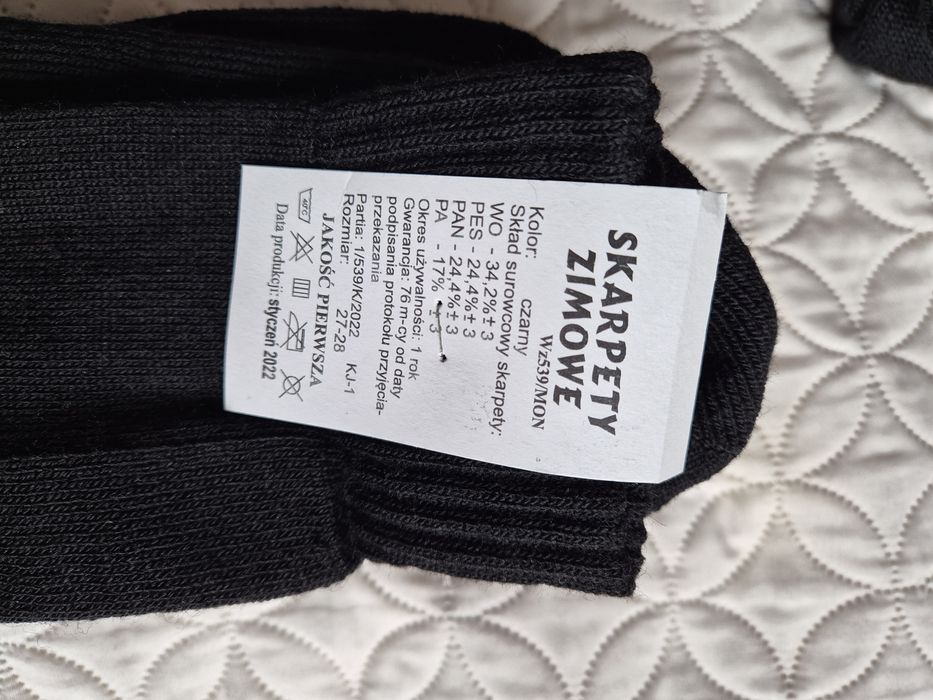 SKARPETY
ZIMOWE
Wz539/MON
Kolor: czarny
Skład surowcowy skarpety:
WO - 34,2%± 3
PES - 24,4%± 3
PAN - 24,4%± 3
PA - 17% ± 3
Okres używalności: 1 rok
Gwarancja: 76 m-cy od daty
podpisania protokołu przyjęcia-
przekazania
Partia: 1/539/K/2022 KJ-1
Rozmiar: 27-28
JAKOŚĆ PIERWSZA
40°C
Data produkcji: styczeń 2022